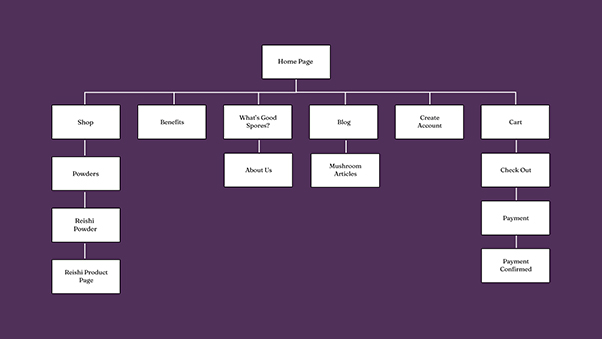 Home Page
Shop
Benefits
What's Good
Spores?
Blog
Create
Account
Cart
Powders
About Us
Mushroom
Articles
Check Out
Reishi
Powder
Payment
Reishi Product
Page
Payment
Confirmed